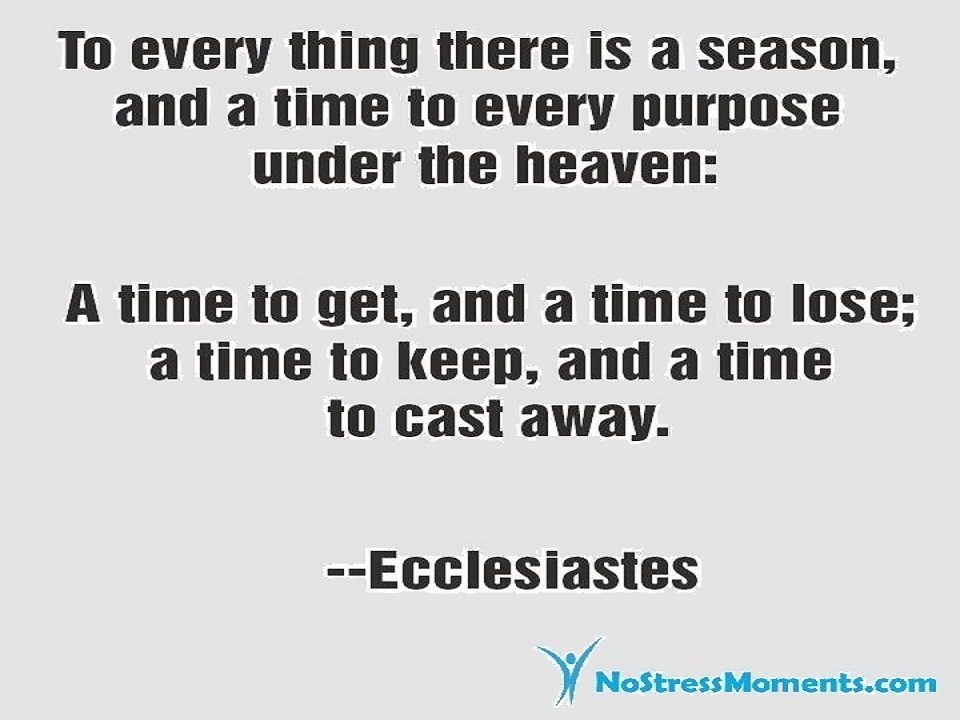 To every thing there is a season,
and a time to every purpose
under the heaven:
A time to get, and a time to lose;
a time to keep, and a time
to cast away.
--Ecclesiastes
NoStressMoments.com